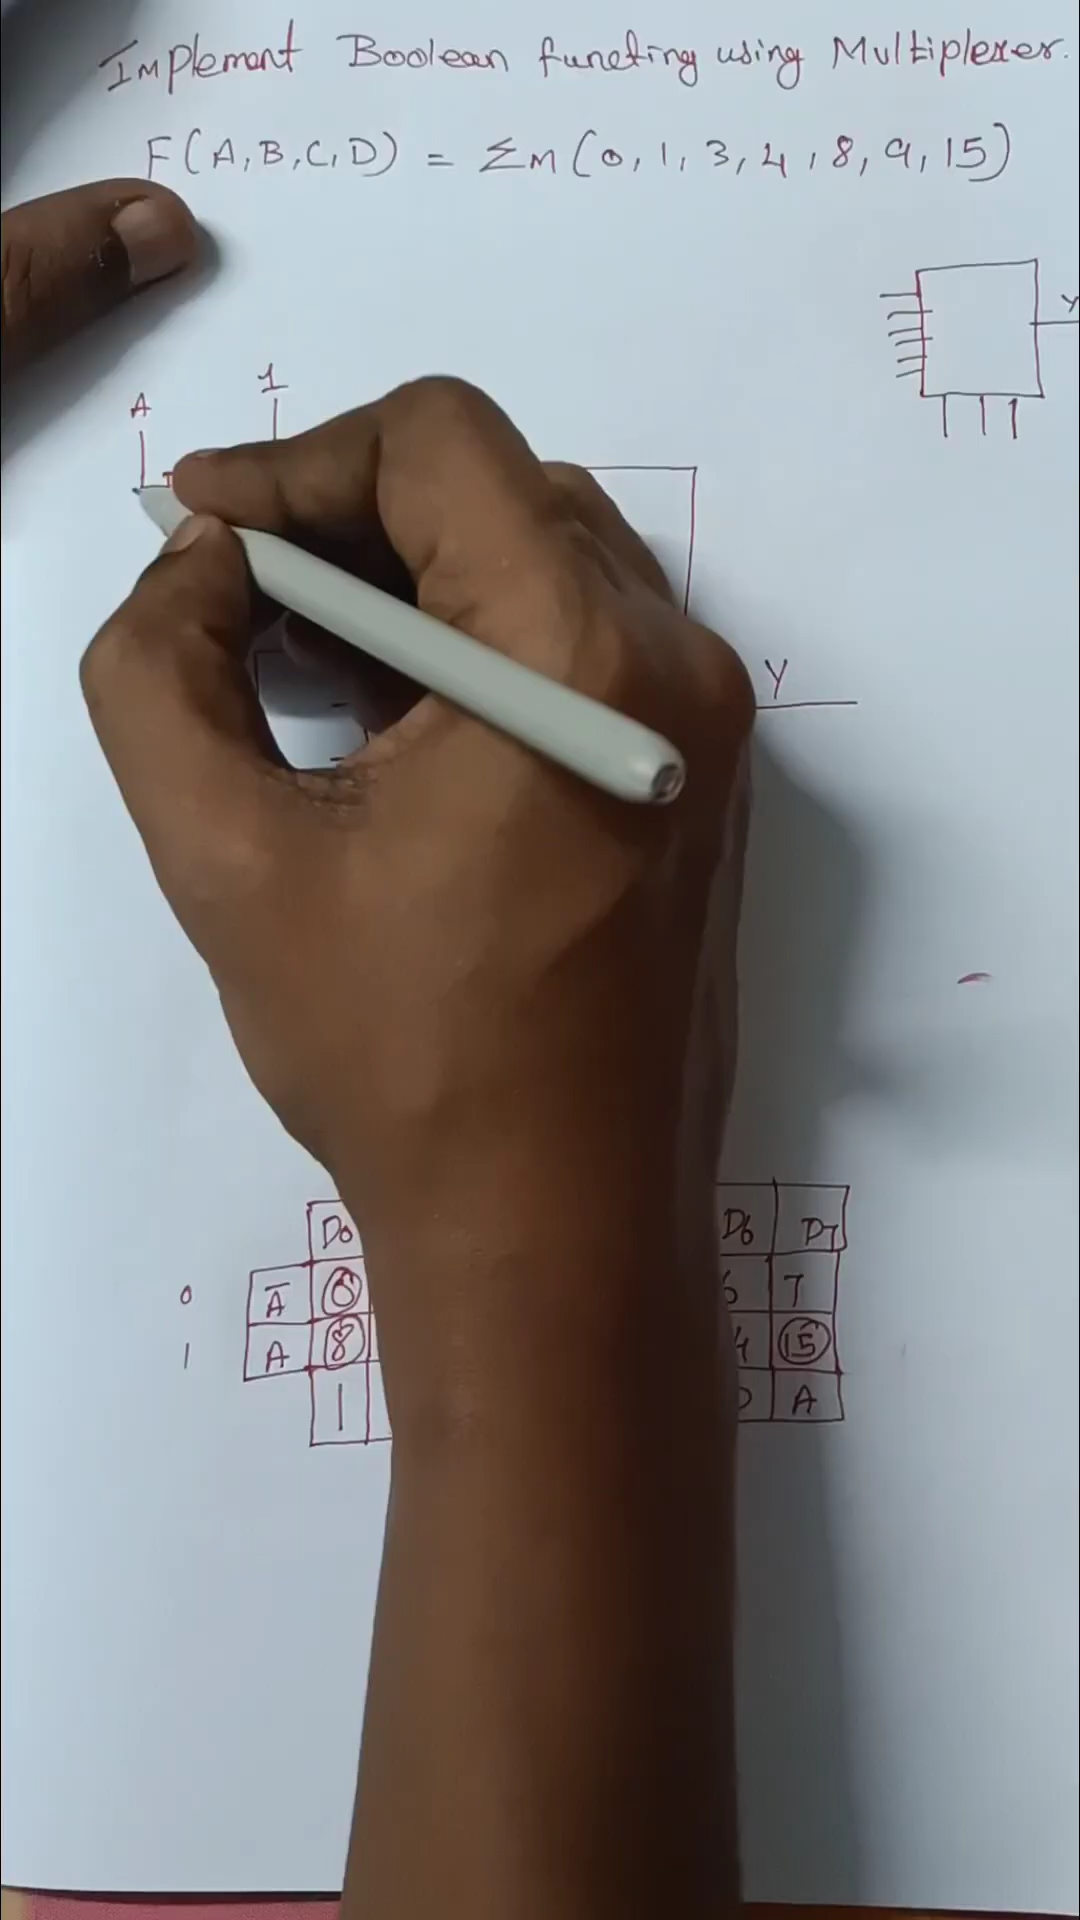 Implement Boolean functing using Multiplexer.
F(A,B,C,D) = Σm(0,1,3,4,8,9,15)
Y
1
A
Y
D0 D6 D7
0 Ā 0 6 7
1 A 8 15
1 A